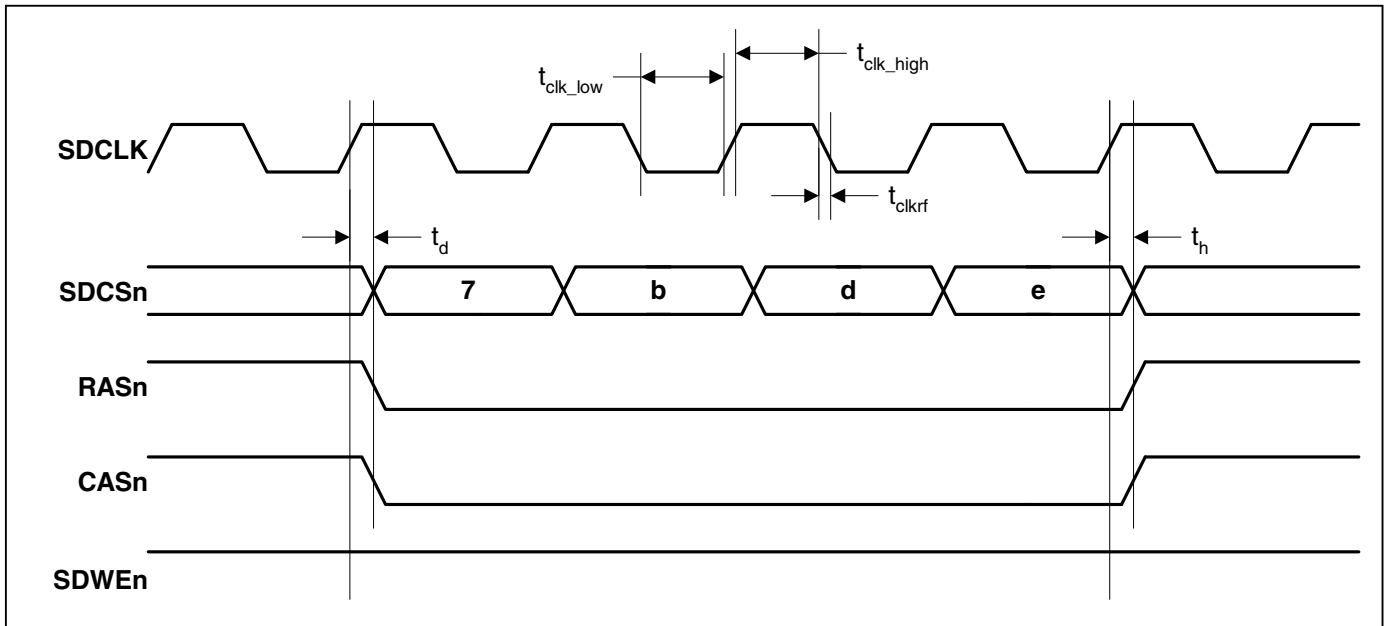 t_clk_low
t_clk_high
SDCLK
t_clkrf
t_d
t_h
SDCSn
7 b d e
RASn
CASn
SDWEn